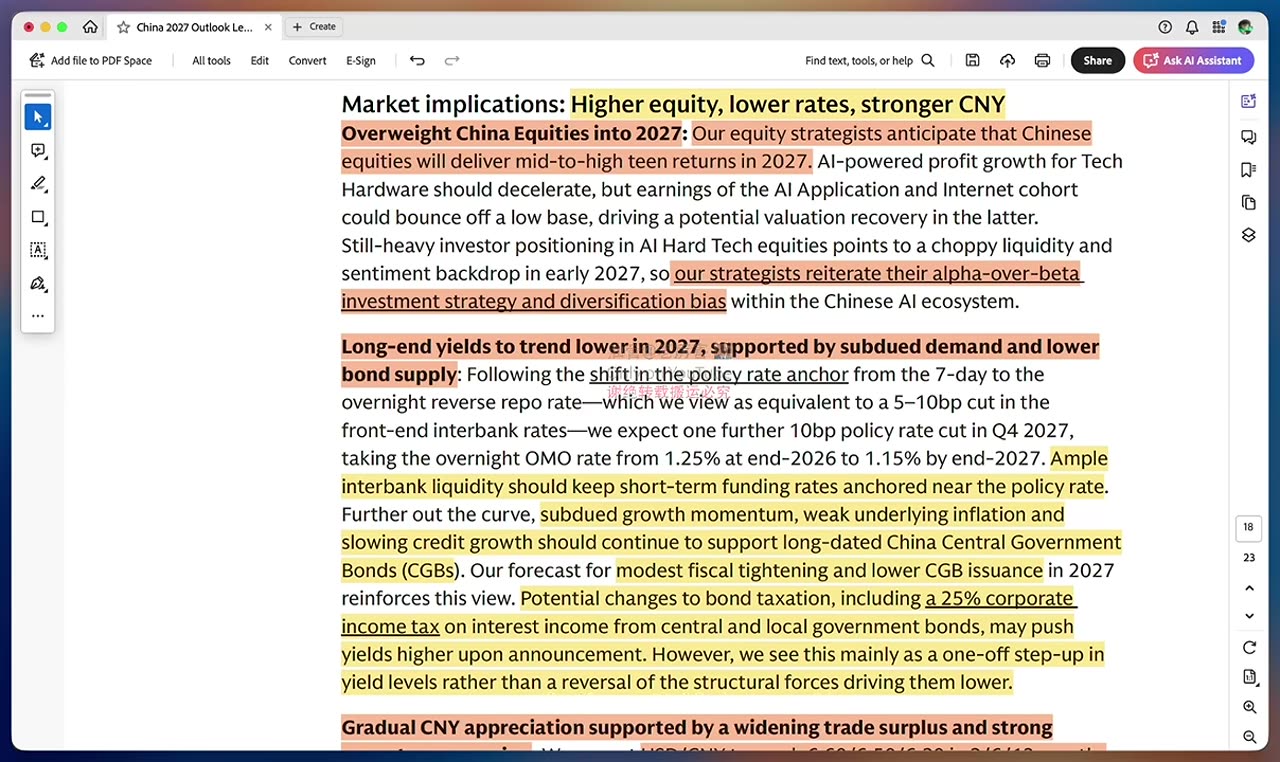 China 2027 Outlook Le...
Create
Add file to PDF Space
All tools
Edit
Convert
E-Sign
Find text, tools, or help
Share
Ask AI Assistant
Market implications: Higher equity, lower rates, stronger CNY
Overweight China Equities into 2027: Our equity strategists anticipate that Chinese
equities will deliver mid-to-high teen returns in 2027. AI-powered profit growth for Tech
Hardware should decelerate, but earnings of the AI Application and Internet cohort
could bounce off a low base, driving a potential valuation recovery in the latter.
Still-heavy investor positioning in AI Hard Tech equities points to a choppy liquidity and
sentiment backdrop in early 2027, so our strategists reiterate their alpha-over-beta
investment strategy and diversification bias within the Chinese AI ecosystem.
Long-end yields to trend lower in 2027, supported by subdued demand and lower
bond supply: Following the shift in the policy rate anchor from the 7-day to the
谢绝转载搬运必究
overnight reverse repo rate—which we view as equivalent to a 5–10bp cut in the
front-end interbank rates—we expect one further 10bp policy rate cut in Q4 2027,
taking the overnight OMO rate from 1.25% at end-2026 to 1.15% by end-2027. Ample
interbank liquidity should keep short-term funding rates anchored near the policy rate.
Further out the curve, subdued growth momentum, weak underlying inflation and
slowing credit growth should continue to support long-dated China Central Government
Bonds (CGBs). Our forecast for modest fiscal tightening and lower CGB issuance in 2027
reinforces this view. Potential changes to bond taxation, including a 25% corporate
income tax on interest income from central and local government bonds, may push
yields higher upon announcement. However, we see this mainly as a one-off step-up in
yield levels rather than a reversal of the structural forces driving them lower.
Gradual CNY appreciation supported by a widening trade surplus and strong
18
23